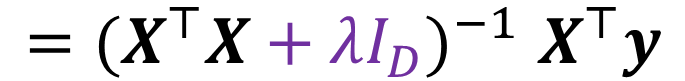 = (𝑿⊤𝑿 + 𝜆𝐼_𝐷)⁻¹ 𝑿⊤𝒚